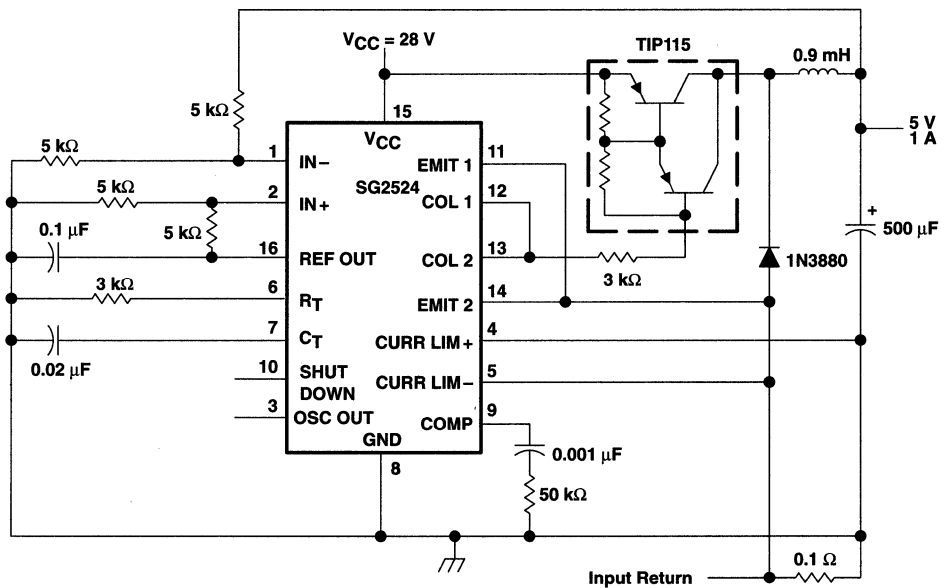 V_CC = 28 V
TIP115
0.9 mH
5 kΩ
15
5 V
1 A
5 kΩ
1
V_CC
11
IN−
EMIT 1
SG2524
5 kΩ
2
12
IN+
COL 1
0.1 μF
5 kΩ
+
500 μF
16
13
REF OUT
COL 2
1N3880
3 kΩ
3 kΩ
6
14
R_T
EMIT 2
7
4
C_T
CURR LIM+
0.02 μF
10
5
SHUT
DOWN
CURR LIM−
3
9
OSC OUT
COMP
GND
0.001 μF
8
50 kΩ
0.1 Ω
Input Return